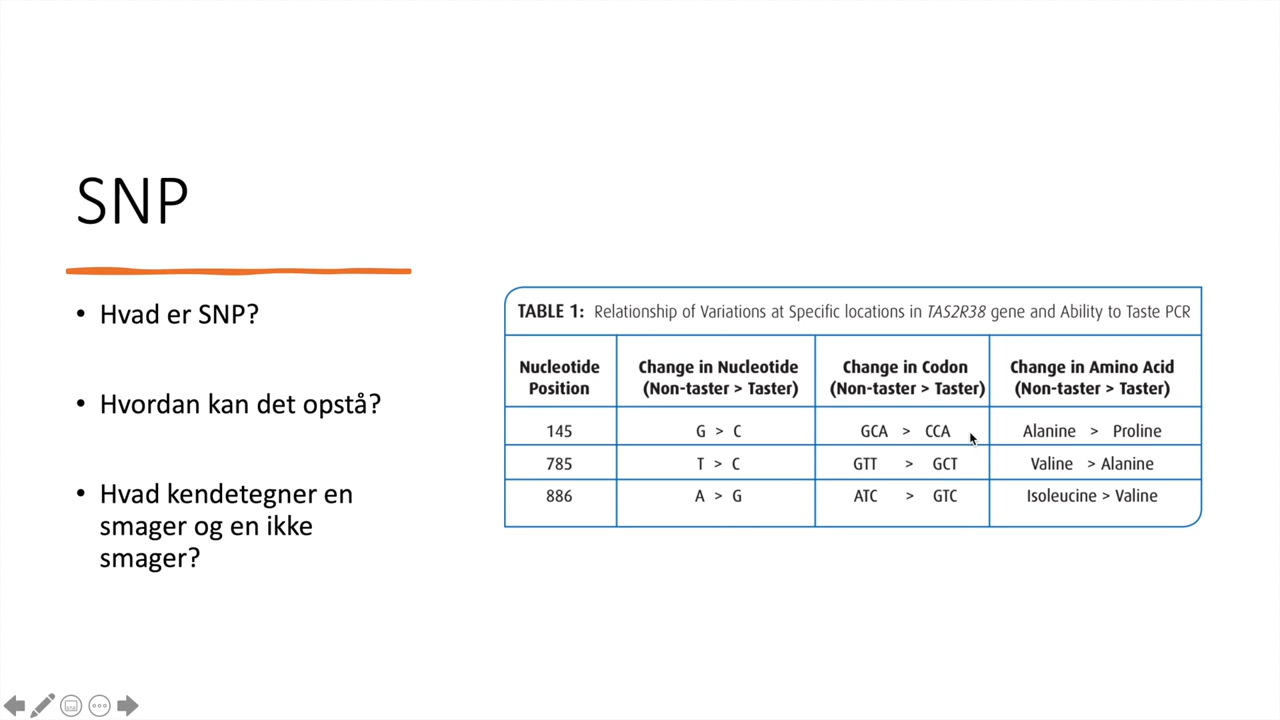 SNP
• Hvad er SNP?
• Hvordan kan det opstå?
• Hvad kendetegner en
smager og en ikke
smager?
TABLE 1: Relationship of Variations at Specific locations in TAS2R38 gene and Ability to Taste PCR
Nucleotide Position | Change in Nucleotide (Non-taster > Taster) | Change in Codon (Non-taster > Taster) | Change in Amino Acid (Non-taster > Taster)
145 | G > C | GCA > CCA | Alanine > Proline
785 | T > C | GTT > GCT | Valine > Alanine
886 | A > G | ATC > GTC | Isoleucine > Valine